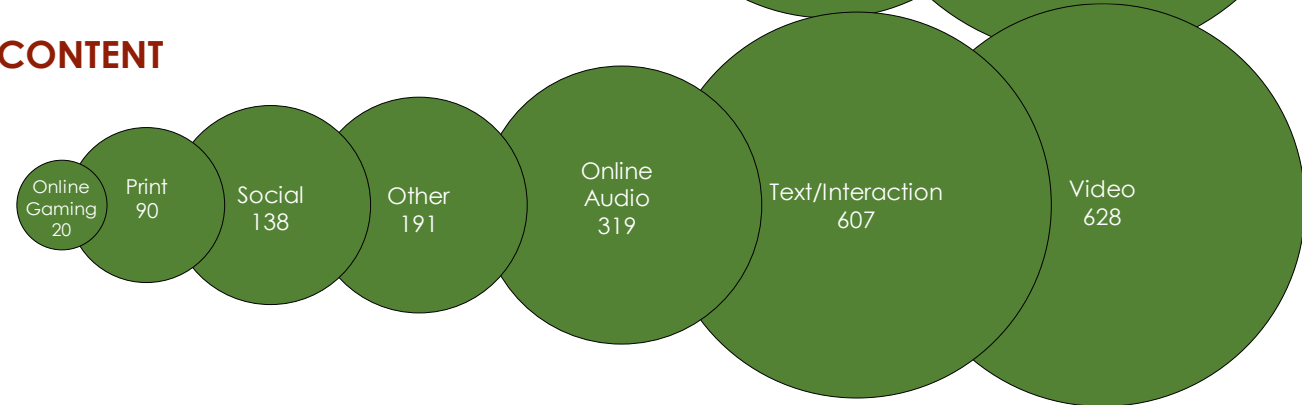 CONTENT
Online
Gaming
20
Print
90
Social
138
Other
191
Online
Audio
319
Text/Interaction
607
Video
628